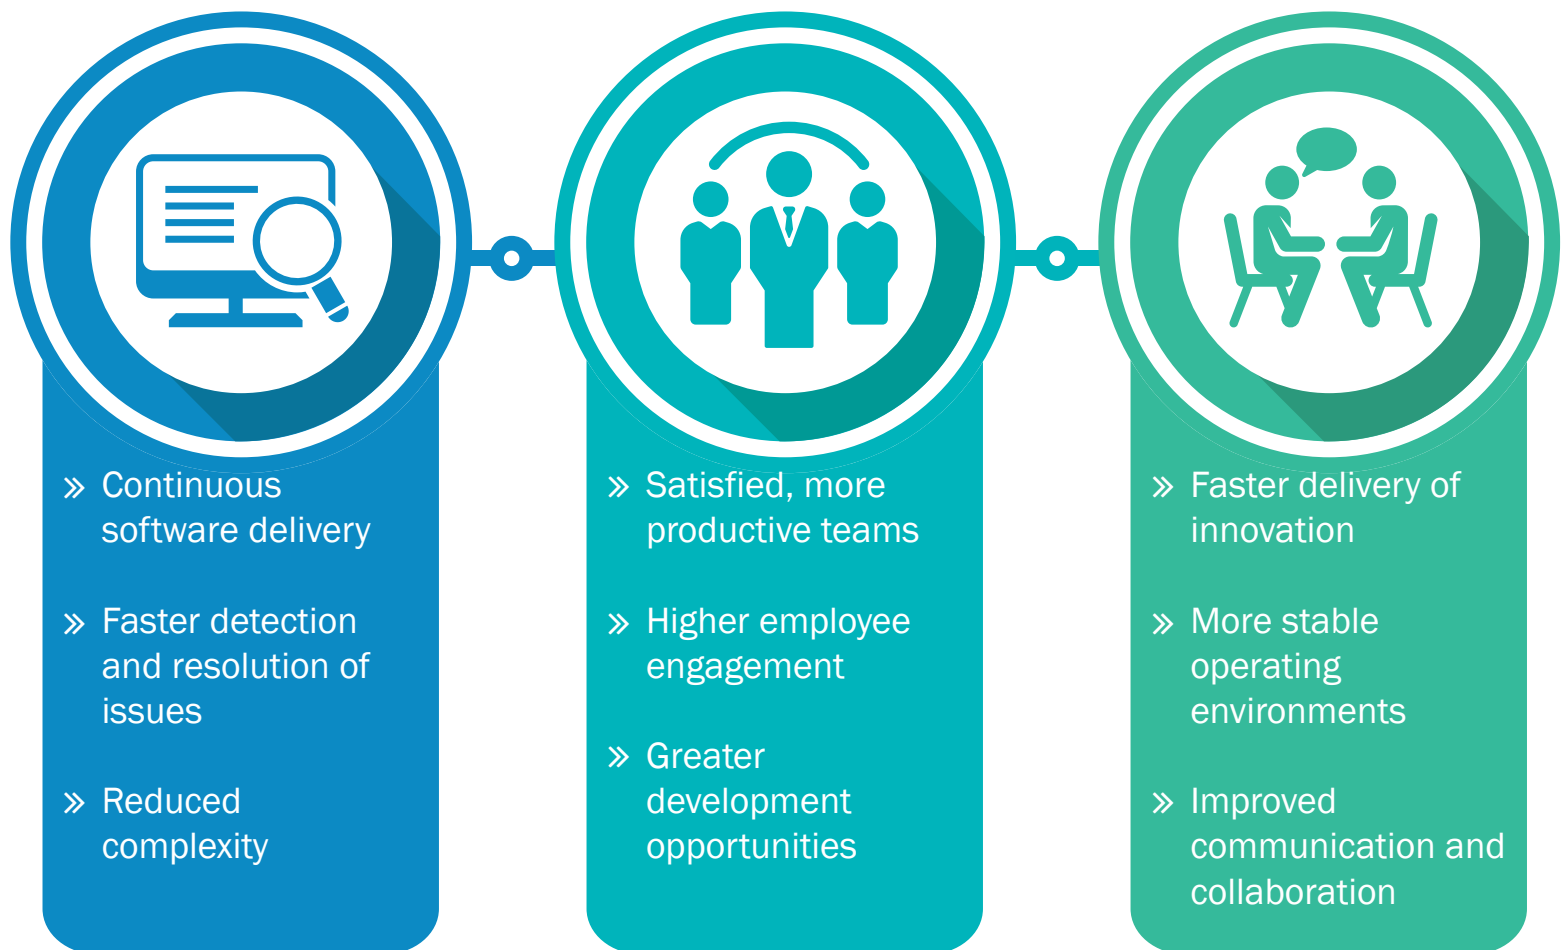 » Continuous
software delivery
» Faster detection
and resolution of
issues
» Reduced
complexity
» Satisfied, more
productive teams
» Higher employee
engagement
» Greater
development
opportunities
» Faster delivery of
innovation
» More stable
operating
environments
» Improved
communication and
collaboration